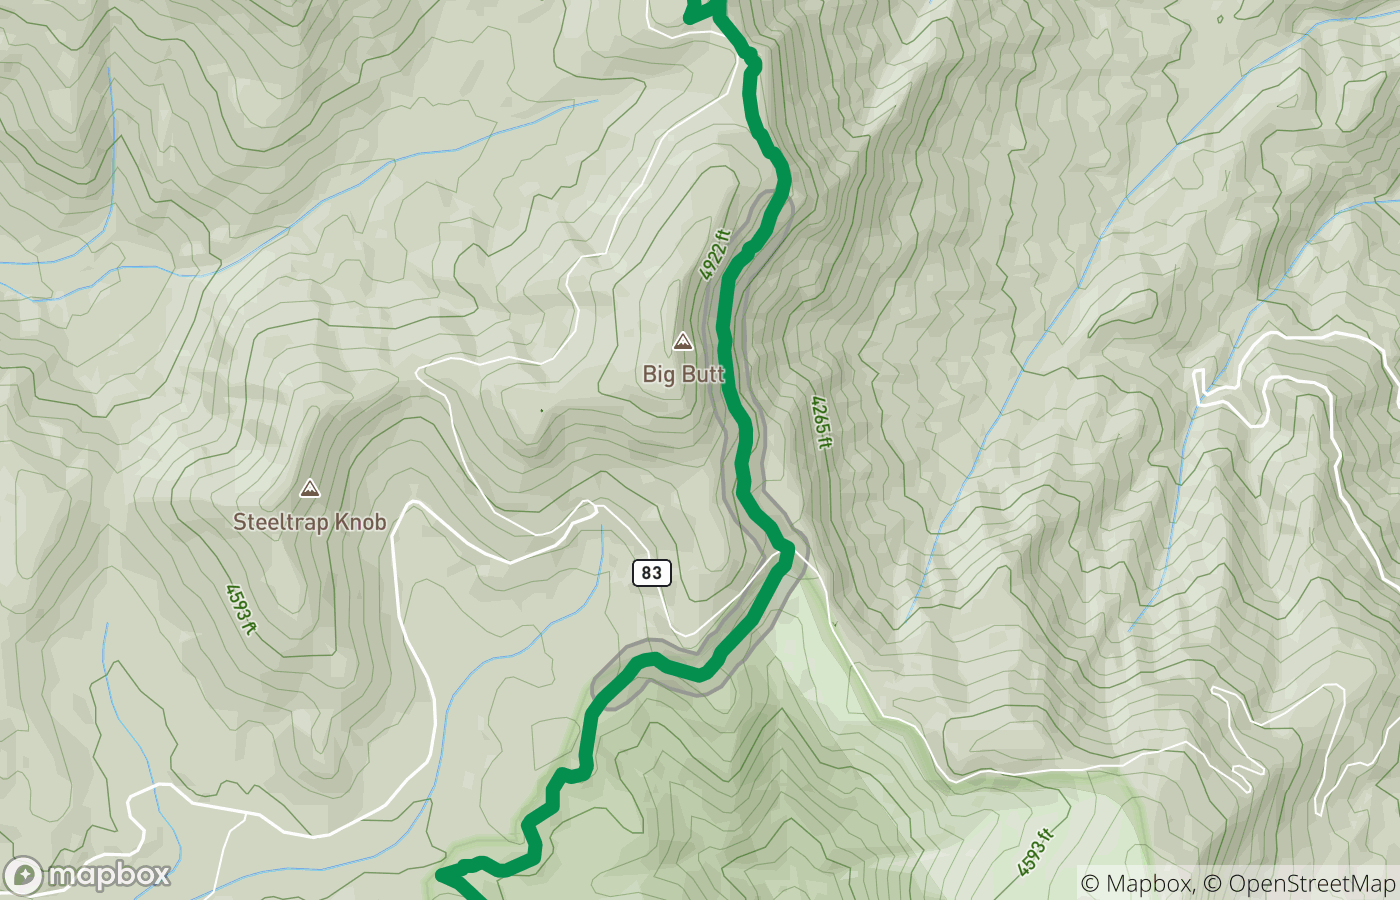 4922 ft
Big Butt
4265 ft
Steeltrap Knob
83
4593 ft
4593 ft
mapbox
© Mapbox, © OpenStreetMap